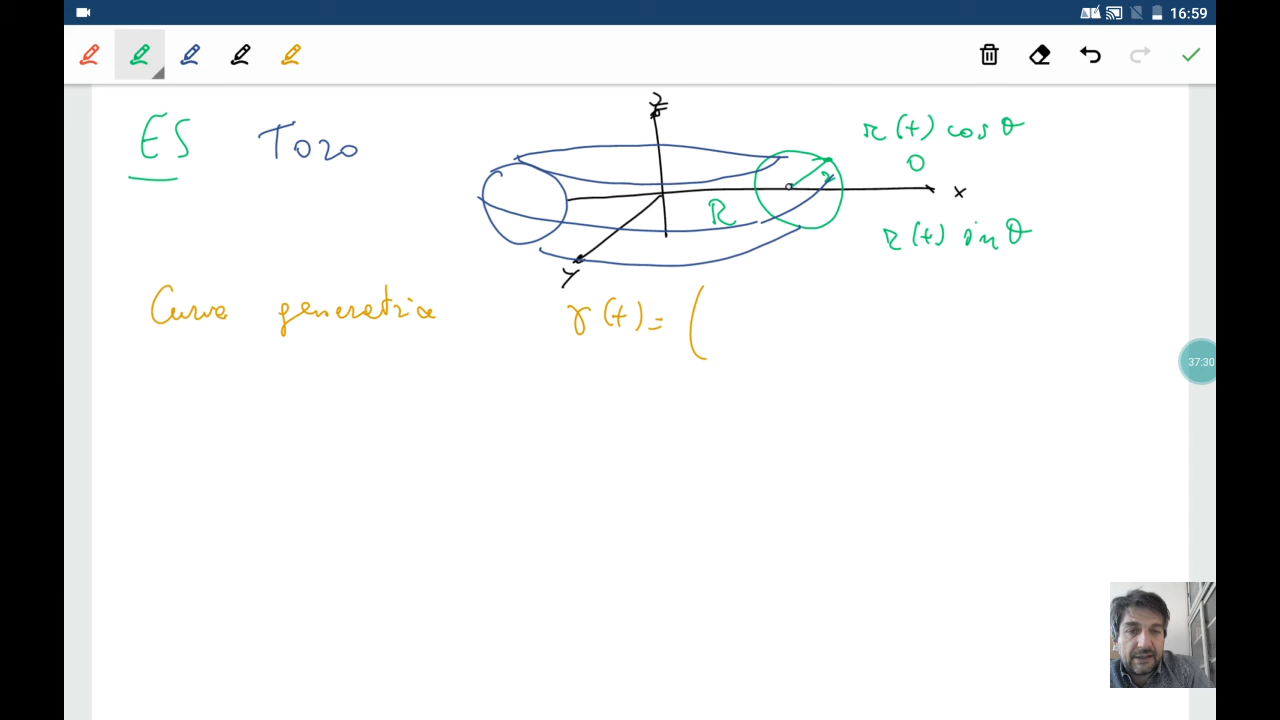 16:59
ES Toro
z
r(t) cos θ
0
x
R
r
r(t) sin θ
y
Curva generatrice γ(t) = (
37:30